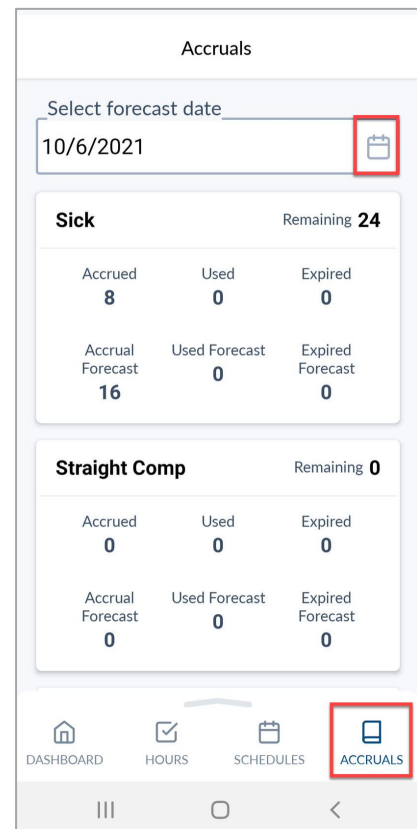 Accruals
Select forecast date
10/6/2021
Sick Remaining 24
Accrued Used Expired
8 0 0
Accrual Used Forecast Expired
Forecast 0 Forecast
16 0
Straight Comp Remaining 0
Accrued Used Expired
0 0 0
Accrual Used Forecast Expired
Forecast 0 Forecast
0 0
DASHBOARD HOURS SCHEDULES ACCRUALS